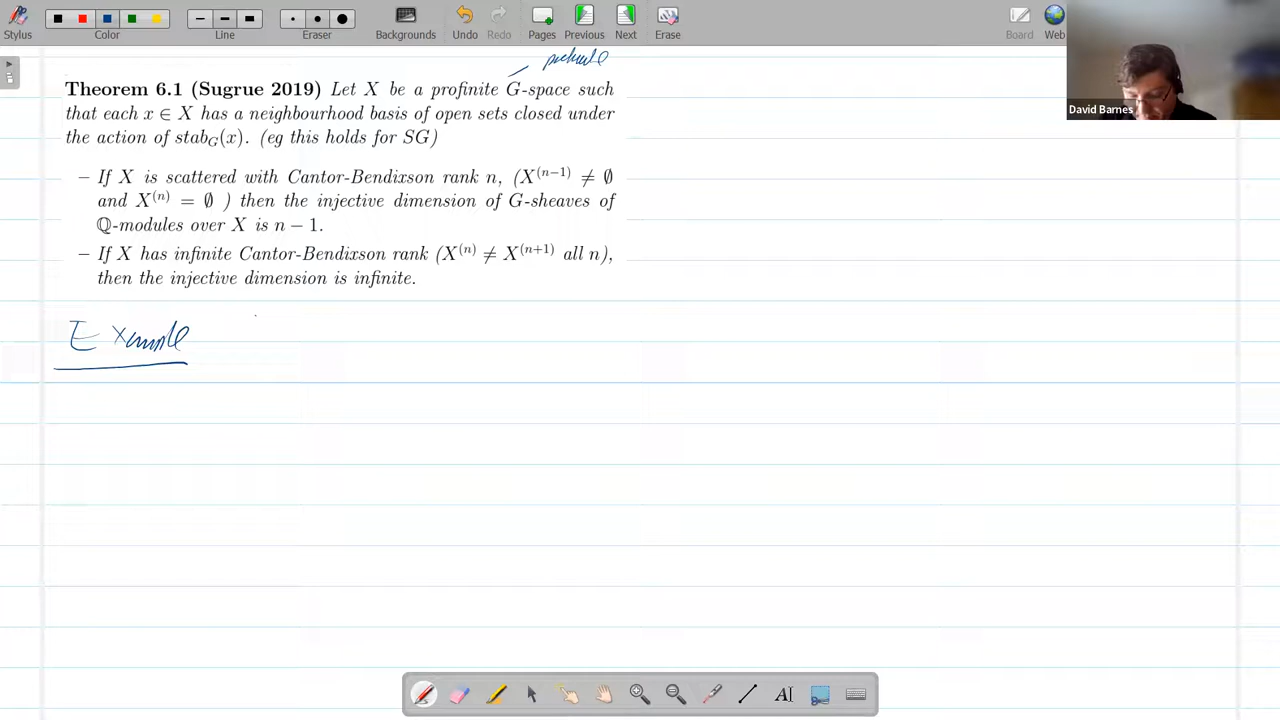 Stylus
Color
Line
Eraser
Backgrounds
Undo
Redo
Pages
Previous
Next
Erase
Board
Web
David Barnes
Theorem 6.1 (Sugrue 2019) Let X be a profinite G-space such
that each x ∈ X has a neighbourhood basis of open sets closed under
the action of stab_G(x). (eg this holds for SG)
– If X is scattered with Cantor-Bendixson rank n, (X^(n−1) ≠ ∅
and X^(n) = ∅ ) then the injective dimension of G-sheaves of
ℚ-modules over X is n − 1.
– If X has infinite Cantor-Bendixson rank (X^(n) ≠ X^(n+1) all n),
then the injective dimension is infinite.
Example